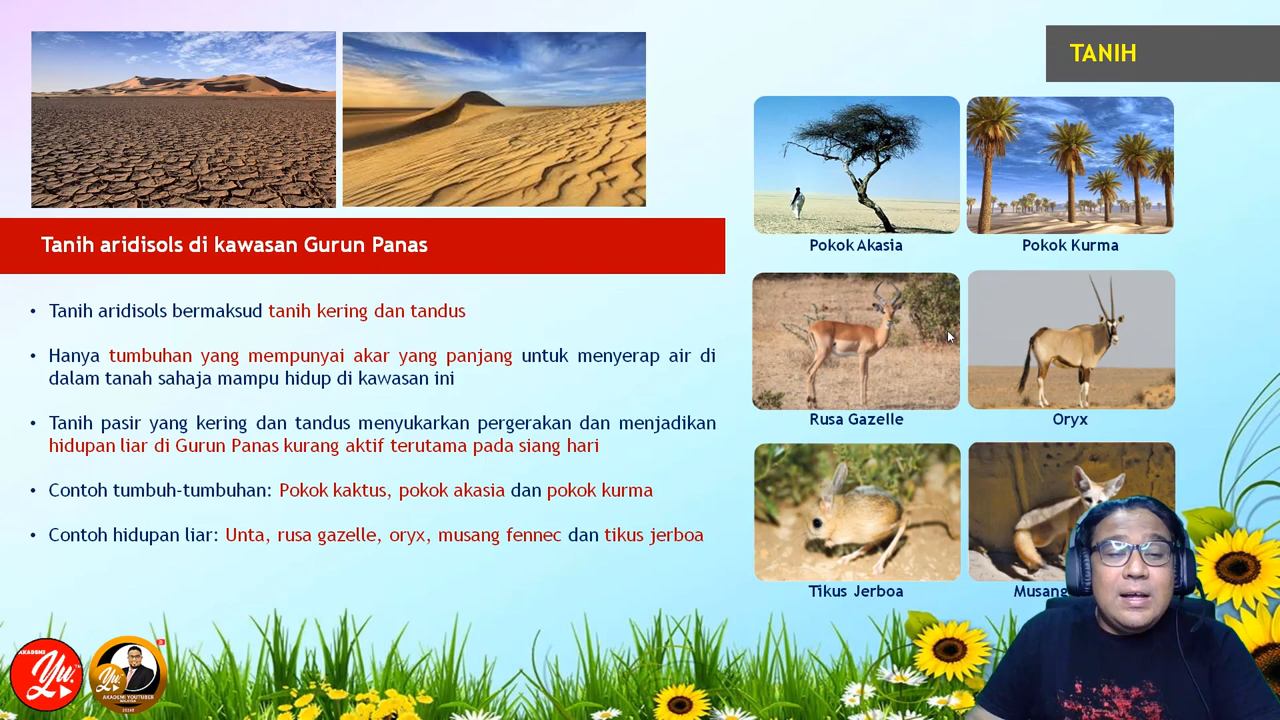 TANIH
Tanih aridisols di kawasan Gurun Panas
• Tanih aridisols bermaksud tanih kering dan tandus
• Hanya tumbuhan yang mempunyai akar yang panjang untuk menyerap air di
dalam tanah sahaja mampu hidup di kawasan ini
• Tanih pasir yang kering dan tandus menyukarkan pergerakan dan menjadikan
hidupan liar di Gurun Panas kurang aktif terutama pada siang hari
• Contoh tumbuh-tumbuhan: Pokok kaktus, pokok akasia dan pokok kurma
• Contoh hidupan liar: Unta, rusa gazelle, oryx, musang fennec dan tikus jerboa
Pokok Akasia
Pokok Kurma
Rusa Gazelle
Oryx
Tikus Jerboa
Musang
AKADEMI
Yu.
AKADEMI YOUTUBER